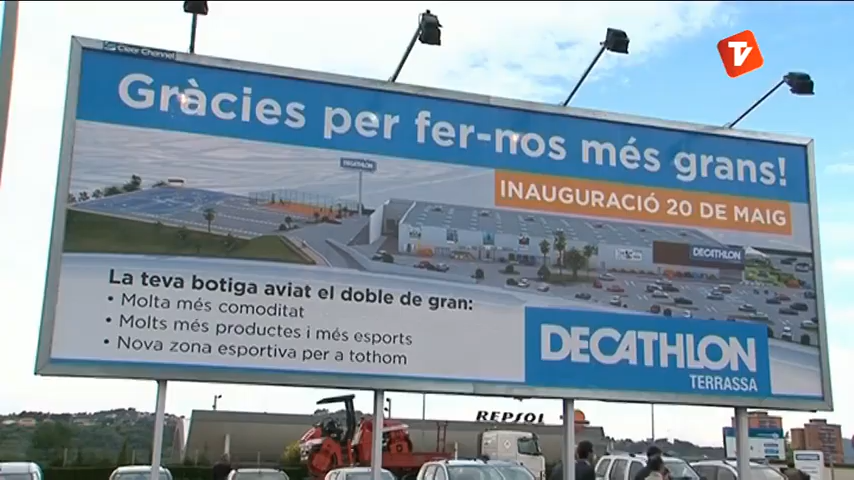 TV
Clear Channel
Gràcies per fer-nos més grans!
DECATHLON
INAUGURACIÓ 20 DE MAIG
DECATHLON
La teva botiga aviat el doble de gran:
• Molta més comoditat
• Molts més productes i més esports
• Nova zona esportiva per a tothom
DECATHLON
TERRASSA
REPSOL